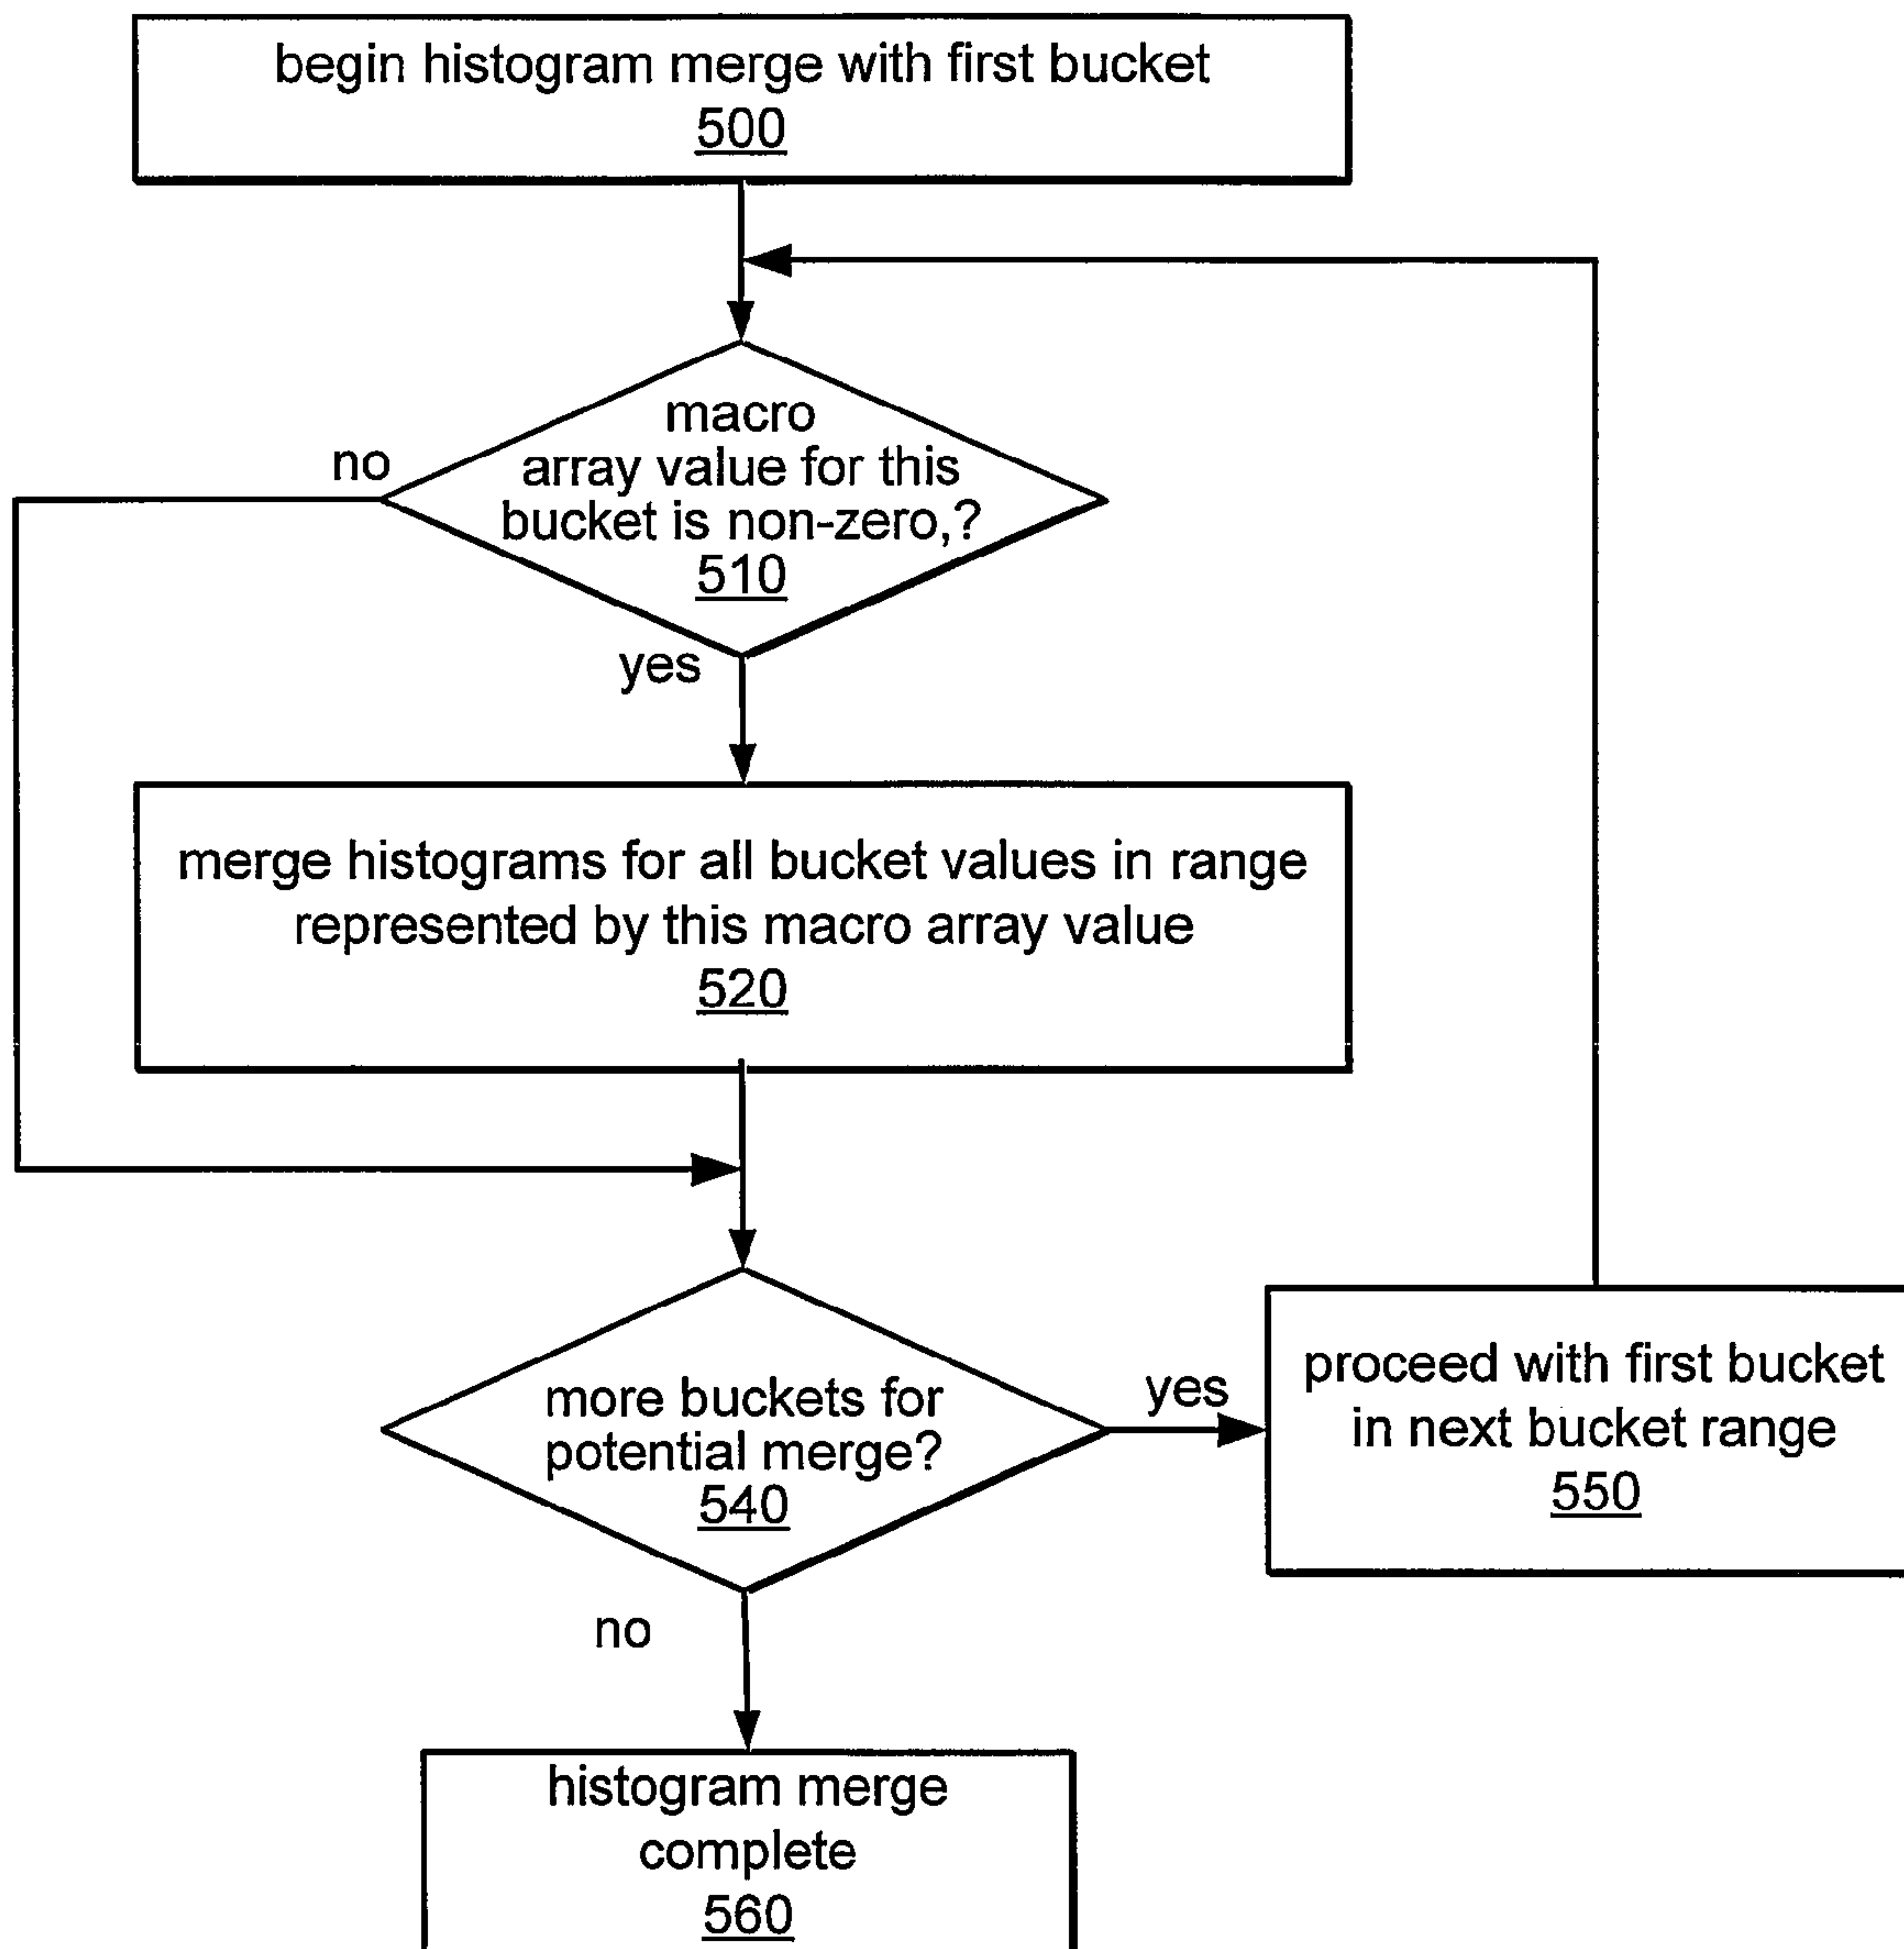 begin histogram merge with first bucket
500
macro
array value for this
bucket is non-zero,?
510
no
yes
merge histograms for all bucket values in range
represented by this macro array value
520
more buckets for
potential merge?
540
yes
proceed with first bucket
in next bucket range
550
no
histogram merge
complete
560